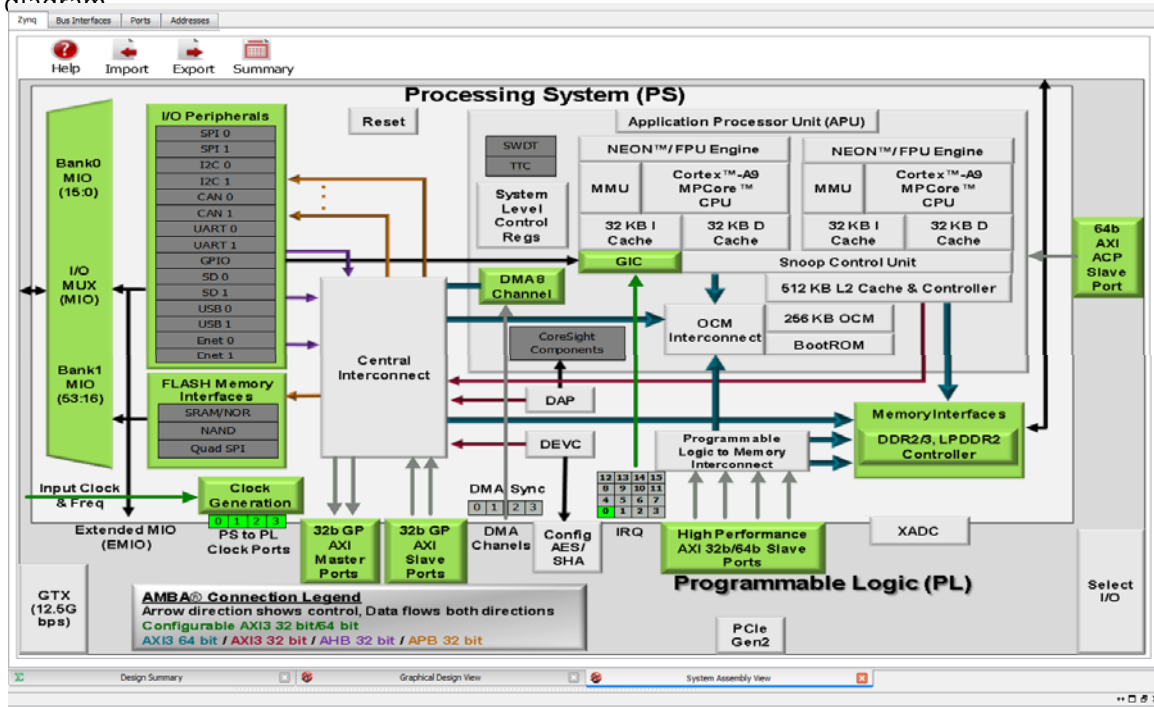 Zynq
Bus Interfaces
Ports
Addresses
Help
Import
Export
Summary
Processing System (PS)
I/O Peripherals
SPI 0
SPI 1
I2C 0
I2C 1
CAN 0
CAN 1
UART 0
UART 1
GPIO
SD 0
SD 1
USB 0
USB 1
Enet 0
Enet 1
Bank0
MIO
(15:0)
I/O
MUX
(MIO)
Bank1
MIO
(53:16)
FLASH Memory
Interfaces
SRAM/NOR
NAND
Quad SPI
Reset
Application Processor Unit (APU)
SWDT
TTC
System
Level
Control
Regs
NEON™/FPU Engine
MMU
Cortex™-A9
MPCore™
CPU
32 KB I
Cache
32 KB D
Cache
NEON™/FPU Engine
MMU
Cortex™-A9
MPCore™
CPU
32 KB I
Cache
32 KB D
Cache
GIC
Snoop Control Unit
DMA8
Channel
512 KB L2 Cache & Controller
OCM
Interconnect
256 KB OCM
BootROM
CoreSight
Components
64b
AXI
ACP
Slave
Port
Central
Interconnect
DAP
DEVC
Programmable
Logic to Memory
Interconnect
Memory Interfaces
DDR2/3, LPDDR2
Controller
Input Clock
& Freq
Clock
Generation
0 1 2 3
PS to PL
Clock Ports
Extended MIO
(EMIO)
32b GP
AXI
Master
Ports
32b GP
AXI
Slave
Ports
DMA Sync
0 1 2 3
DMA
Channels
Config
AES/
SHA
12 13 14 15
8 9 10 11
4 5 6 7
0 1 2 3
IRQ
High Performance
AXI 32b/64b Slave
Ports
XADC
Programmable Logic (PL)
GTX
(12.5G
bps)
AMBA® Connection Legend
Arrow direction shows control, Data flows both directions
Configurable AXI3 32 bit/64 bit
AXI3 64 bit / AXI3 32 bit / AHB 32 bit / APB 32 bit
PCIe
Gen2
Select
I/O
Design Summary
Graphical Design View
System Assembly View